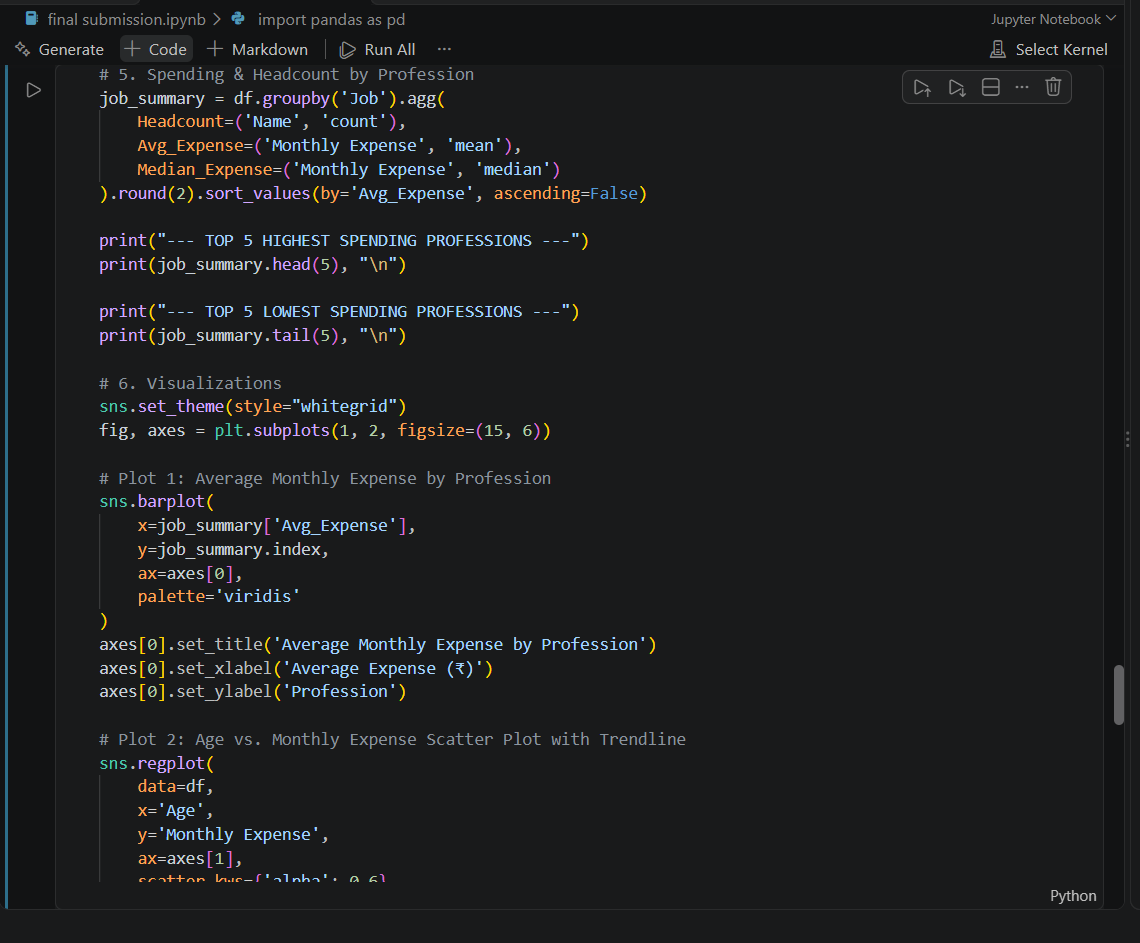 final submission.ipynb > import pandas as pd
Jupyter Notebook
Generate + Code + Markdown Run All ...
Select Kernel
# 5. Spending & Headcount by Profession
job_summary = df.groupby('Job').agg(
    Headcount=('Name', 'count'),
    Avg_Expense=('Monthly Expense', 'mean'),
    Median_Expense=('Monthly Expense', 'median')
).round(2).sort_values(by='Avg_Expense', ascending=False)
print("--- TOP 5 HIGHEST SPENDING PROFESSIONS ---")
print(job_summary.head(5), "\n")
print("--- TOP 5 LOWEST SPENDING PROFESSIONS ---")
print(job_summary.tail(5), "\n")
# 6. Visualizations
sns.set_theme(style="whitegrid")
fig, axes = plt.subplots(1, 2, figsize=(15, 6))
# Plot 1: Average Monthly Expense by Profession
sns.barplot(
    x=job_summary['Avg_Expense'],
    y=job_summary.index,
    ax=axes[0],
    palette='viridis'
)
axes[0].set_title('Average Monthly Expense by Profession')
axes[0].set_xlabel('Average Expense (₹)')
axes[0].set_ylabel('Profession')
# Plot 2: Age vs. Monthly Expense Scatter Plot with Trendline
sns.regplot(
    data=df,
    x='Age',
    y='Monthly Expense',
    ax=axes[1],
    scatter_kws={'alpha': 0.6}
Python